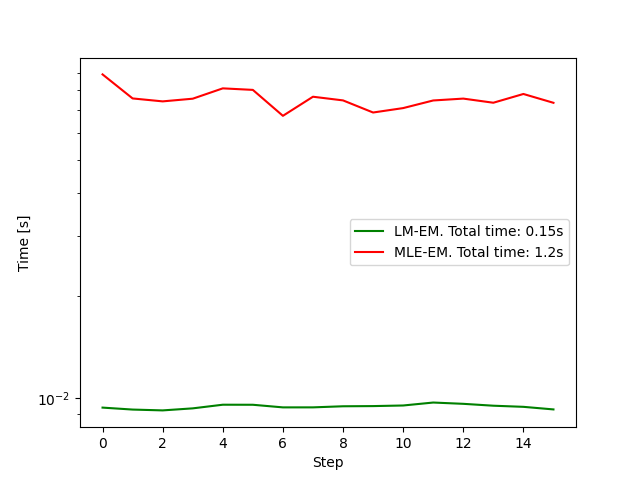 Time [s]
10⁻²
LM-EM. Total time: 0.15s
MLE-EM. Total time: 1.2s
0 2 4 6 8 10 12 14
Step